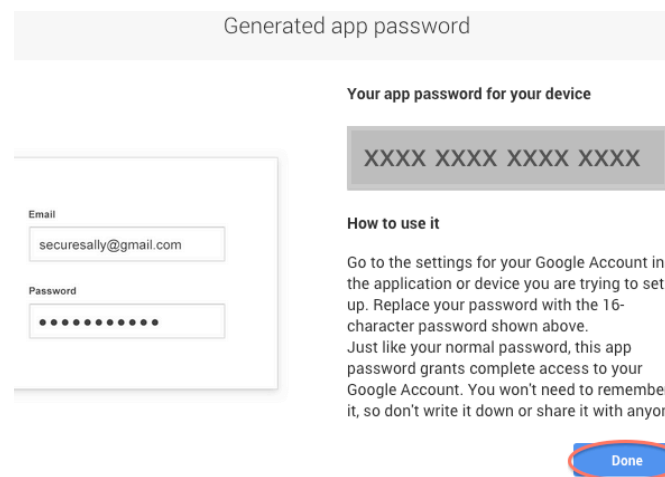 Generated app password
Your app password for your device
XXXX XXXX XXXX XXXX
Email
securesally@gmail.com
Password
How to use it
Go to the settings for your Google Account in
the application or device you are trying to set
up. Replace your password with the 16-
character password shown above.
Just like your normal password, this app
password grants complete access to your
Google Account. You won't need to remember
it, so don't write it down or share it with
Done